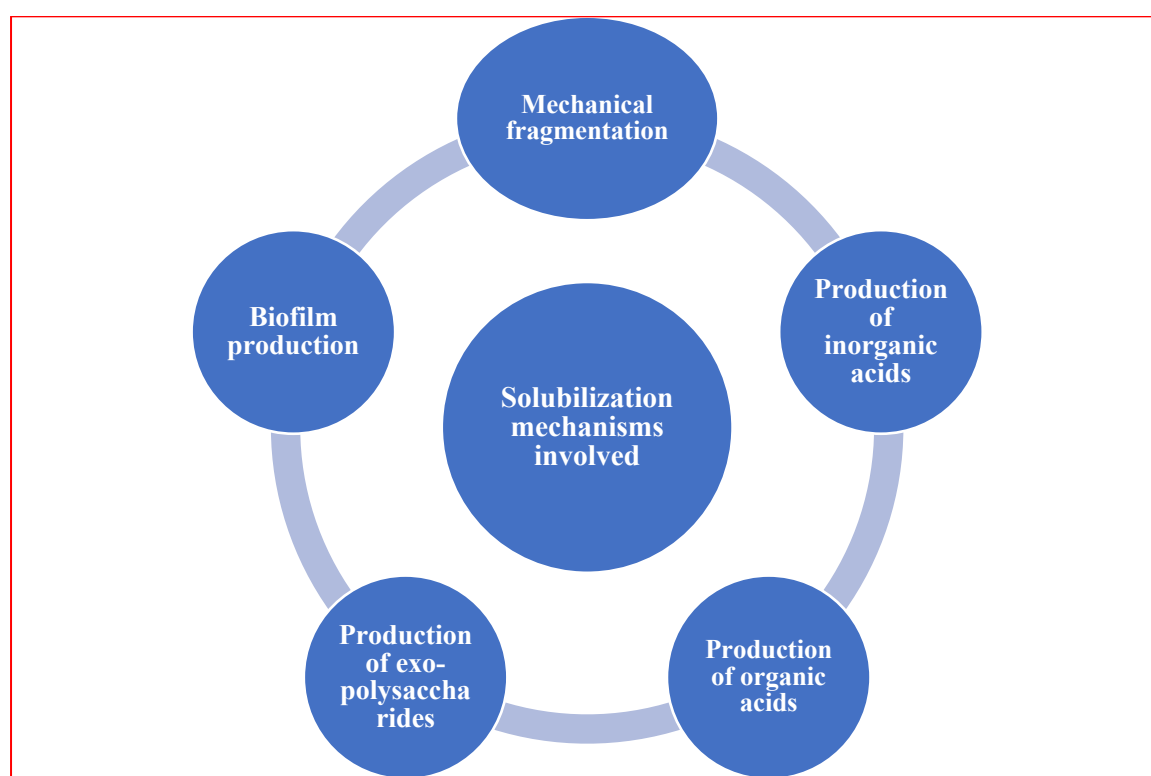 Mechanical
fragmentation
Production
of
inorganic
acids
Production
of organic
acids
Production
of exo-
polysaccha
rides
Biofilm
production
Solubilization
mechanisms
involved